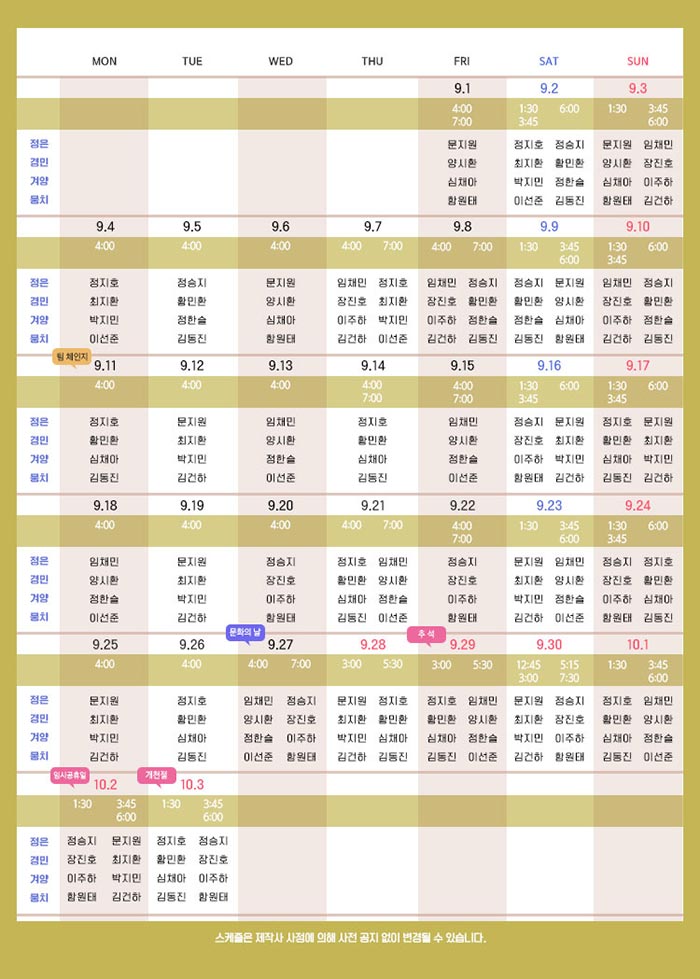 MON TUE WED THU FRI SAT SUN
9.1 9.2 9.3
4:00 1:30 6:00 1:30 3:45
7:00 3:45 6:00
정은 문지원 정지호 정승지 문지원 임채민
경민 양시환 최지환 황민환 양시환 장진호
겨양 심채아 박지민 정한슬 심채아 이주하
뭉치 함원태 이선준 김동진 함원태 김건하
9.4 9.5 9.6 9.7 9.8 9.9 9.10
4:00 4:00 4:00 4:00 7:00 4:00 7:00 1:30 3:45 1:30 6:00
6:00 3:45
정은 정지호 정승지 문지원 임채민 정지호 임채민 정승지 정승지 문지원 임채민 정승지
경민 최지환 황민환 양시환 장진호 최지환 장진호 황민환 황민환 양시환 장진호 황민환
겨양 박지민 정한슬 심채아 이주하 박지민 이주하 정한슬 정한슬 심채아 이주하 정한슬
뭉치 이선준 김동진 함원태 김건하 이선준 김건하 김동진 김동진 함원태 김건하 김동진
팀 체인지
9.11 9.12 9.13 9.14 9.15 9.16 9.17
4:00 4:00 4:00 4:00 4:00 1:30 6:00 1:30 6:00
7:00 7:00 3:45 3:45
정은 정지호 문지원 임채민 정지호 임채민 정승지 문지원 정지호 문지원
경민 황민환 최지환 양시환 황민환 양시환 장진호 최지환 황민환 최지환
겨양 심채아 박지민 정한슬 심채아 정한슬 이주하 박지민 심채아 박지민
뭉치 김동진 김건하 이선준 김동진 이선준 함원태 김건하 김동진 김건하
9.18 9.19 9.20 9.21 9.22 9.23 9.24
4:00 4:00 4:00 4:00 7:00 4:00 1:30 3:45 1:30 6:00
7:00 6:00 3:45
정은 임채민 문지원 정승지 정지호 임채민 정승지 문지원 임채민 정승지 정지호
경민 양시환 최지환 장진호 황민환 양시환 장진호 최지환 양시환 장진호 황민환
겨양 정한슬 박지민 이주하 심채아 정한슬 이주하 박지민 정한슬 이주하 심채아
뭉치 이선준 김건하 함원태 김동진 이선준 함원태 김건하 이선준 함원태 김동진
문화의 날 추 석
9.25 9.26 9.27 9.28 9.29 9.30 10.1
4:00 4:00 4:00 7:00 3:00 5:30 3:00 5:30 12:45 5:15 1:30 3:45
3:00 7:30 6:00
정은 문지원 정지호 임채민 정승지 문지원 정지호 정지호 임채민 문지원 정승지 정지호 임채민
경민 최지환 황민환 양시환 장진호 최지환 황민환 황민환 양시환 최지환 장진호 황민환 양시환
겨양 박지민 심채아 정한슬 이주하 박지민 심채아 심채아 정한슬 박지민 이주하 심채아 정한슬
뭉치 김건하 김동진 이선준 함원태 김건하 김동진 김동진 이선준 김건하 함원태 김동진 이선준
임시공휴일 개천절
10.2 10.3
1:30 3:45 1:30 3:45
6:00 6:00
정은 정승지 문지원 정지호 정승지
경민 장진호 최지환 황민환 장진호
겨양 이주하 박지민 심채아 이주하
뭉치 함원태 김건하 김동진 함원태
스케줄은 제작사 사정에 의해 사전 공지 없이 변경될 수 있습니다.